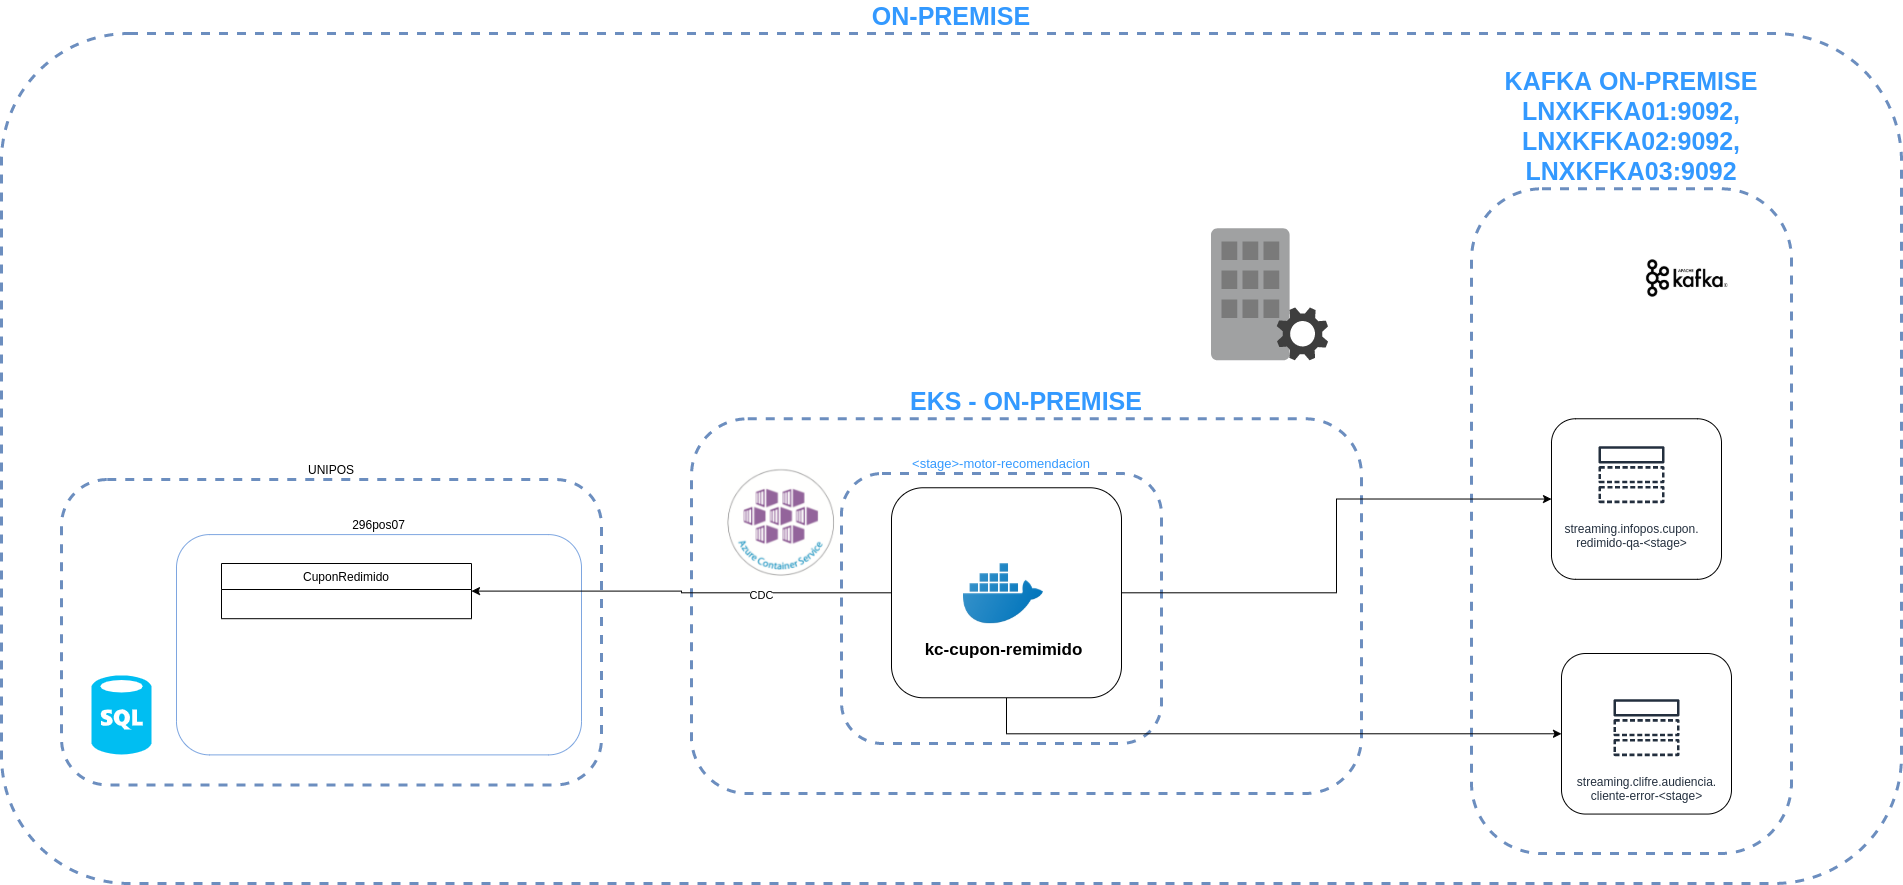 ON-PREMISE
KAFKA ON-PREMISE
LNXKFKA01:9092,
LNXKFKA02:9092,
LNXKFKA03:9092
APACHE
kafka
EKS - ON-PREMISE
<stage>-motor-recomendacion
Azure Container Service
UNIPOS
296pos07
CuponRedimido
CDC
kc-cupon-remimido
SQL
streaming.infopos.cupon.
redimido-qa-<stage>
streaming.clifre.audiencia.
cliente-error-<stage>